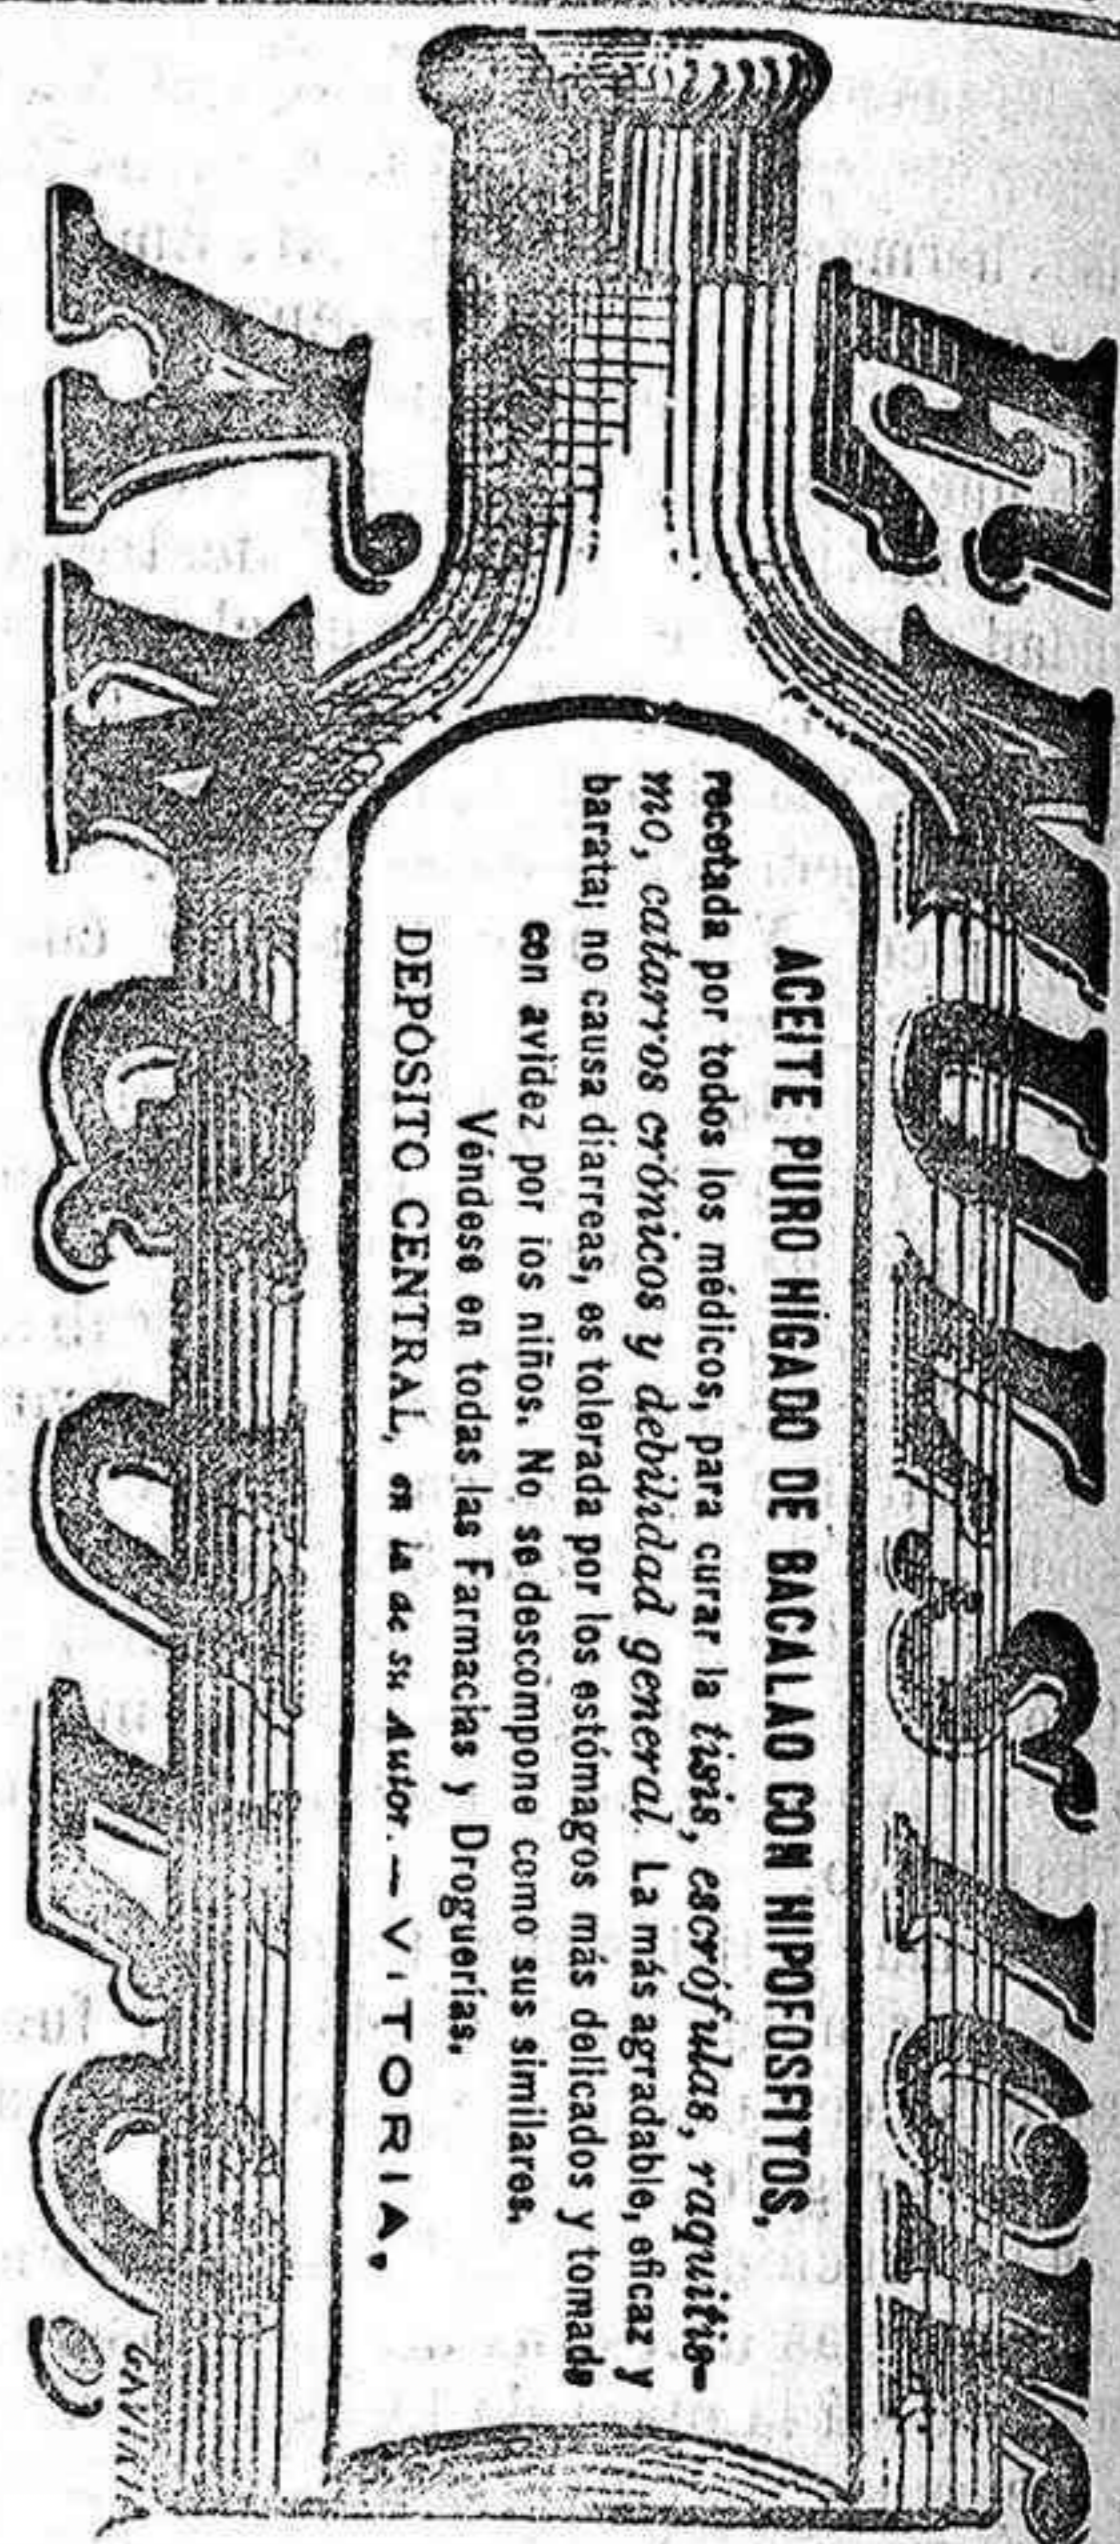 EMULSION
ACEITE PURO HÍGADO DE BACALAO CON HIPOFOSFITOS,
recetada por todos los médicos, para curar la tisis, escrófulas, raquitis-
mo, catarros crónicos y debilidad general. La más agradable, eficaz y
barata; no causa diarreas, es tolerada por los estómagos más delicados y tomada
con avidez por los niños. No se descompone como sus similares.
Véndese en todas las Farmacias y Droguerías.
DEPÓSITO CENTRAL, en la de su Autor.—VITORIA.
GAVIRIA